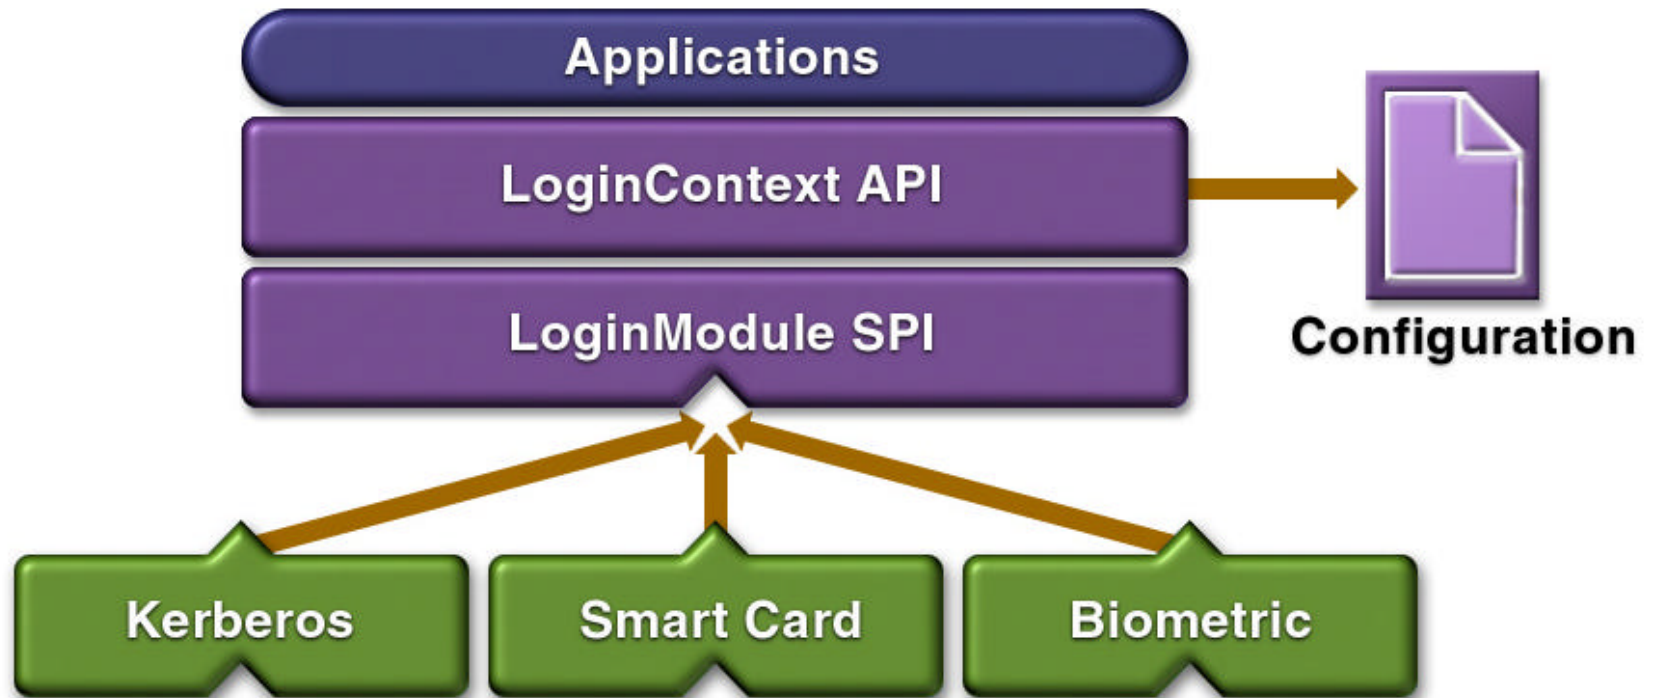 Applications
LoginContext API
LoginModule SPI
Configuration
Kerberos
Smart Card
Biometric